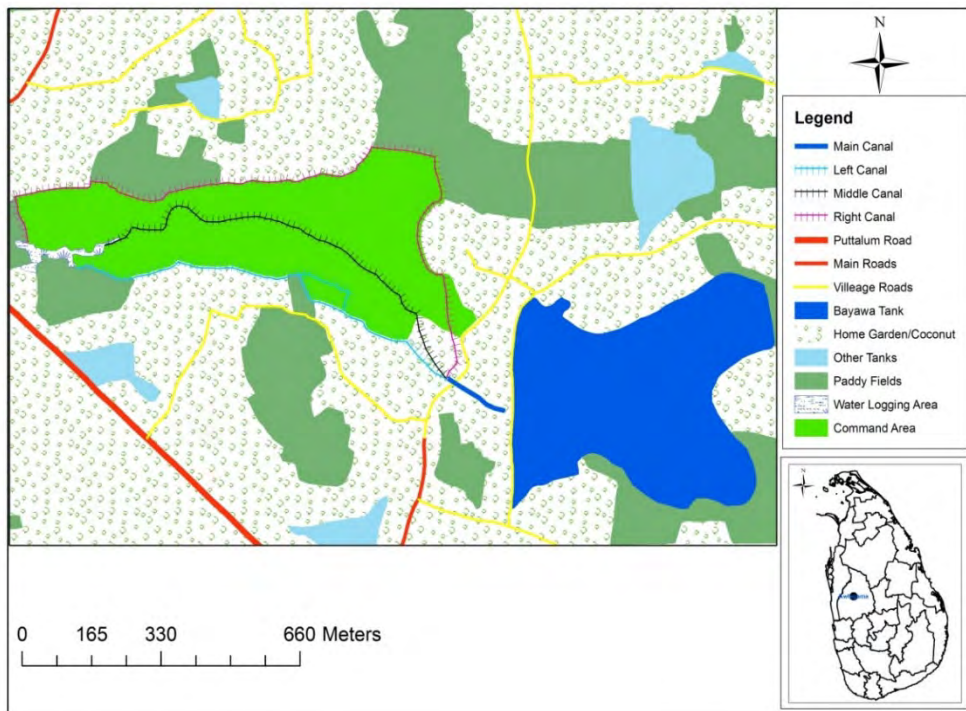 N
Legend
Main Canal
Left Canal
Middle Canal
Right Canal
Puttalum Road
Main Roads
Villeage Roads
Bayawa Tank
Home Garden/Coconut
Other Tanks
Paddy Fields
Water Logging Area
Command Area
N
0 165 330 660 Meters